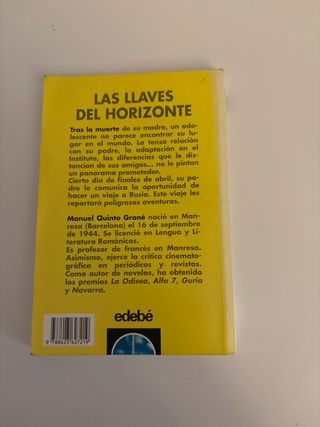 LAS LLAVES
DEL HORIZONTE
Tras la muerte de su madre, un ado-
lescente no parece encontrar su lu-
gar en el mundo. La tensa relación
con su padre, la adaptación en el
Instituto, las diferencias que le dis-
tancian de sus amigos... no le pintan
un panorama prometedor.
Cierto día de finales de abril, su pa-
dre le comunica la oportunidad de
hacer un viaje a Rusia. Este viaje les
reportará peligrosas aventuras.
Manuel Quinto Grané nació en Man-
resa (Barcelona) el 16 de septiembre
de 1944. Se licenció en Lengua y Li-
teratura Románicas.
Es profesor de francés en Manresa.
Asimismo, ejerce la crítica cinemato-
gráfica en periódicos y revistas.
Como autor de novelas, ha obtenido
los premios La Odisea, Alfa 7, Guria
y Navarra.
edebé
9 788423 627219